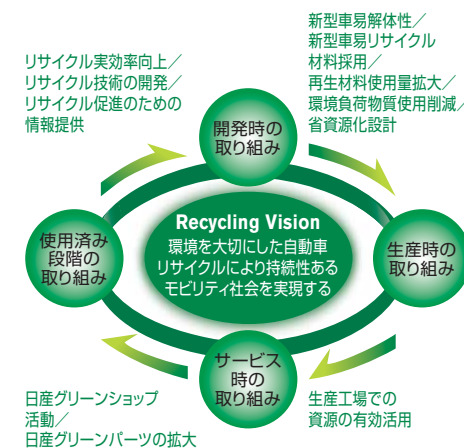 新型車易解体性／
新型車易リサイクル
材料採用／
再生材料使用量拡大／
環境負荷物質使用削減／
省資源化設計
リサイクル実効率向上／
リサイクル技術の開発／
リサイクル促進のための
情報提供
開発時の
取り組み
Recycling Vision
環境を大切にした自動車
リサイクルにより持続性ある
モビリティ社会を実現する
使用済み
段階の
取り組み
生産時の
取り組み
サービス
時の
取り組み
日産グリーンショップ
活動／
日産グリーンパーツの拡大
生産工場での
資源の有効活用